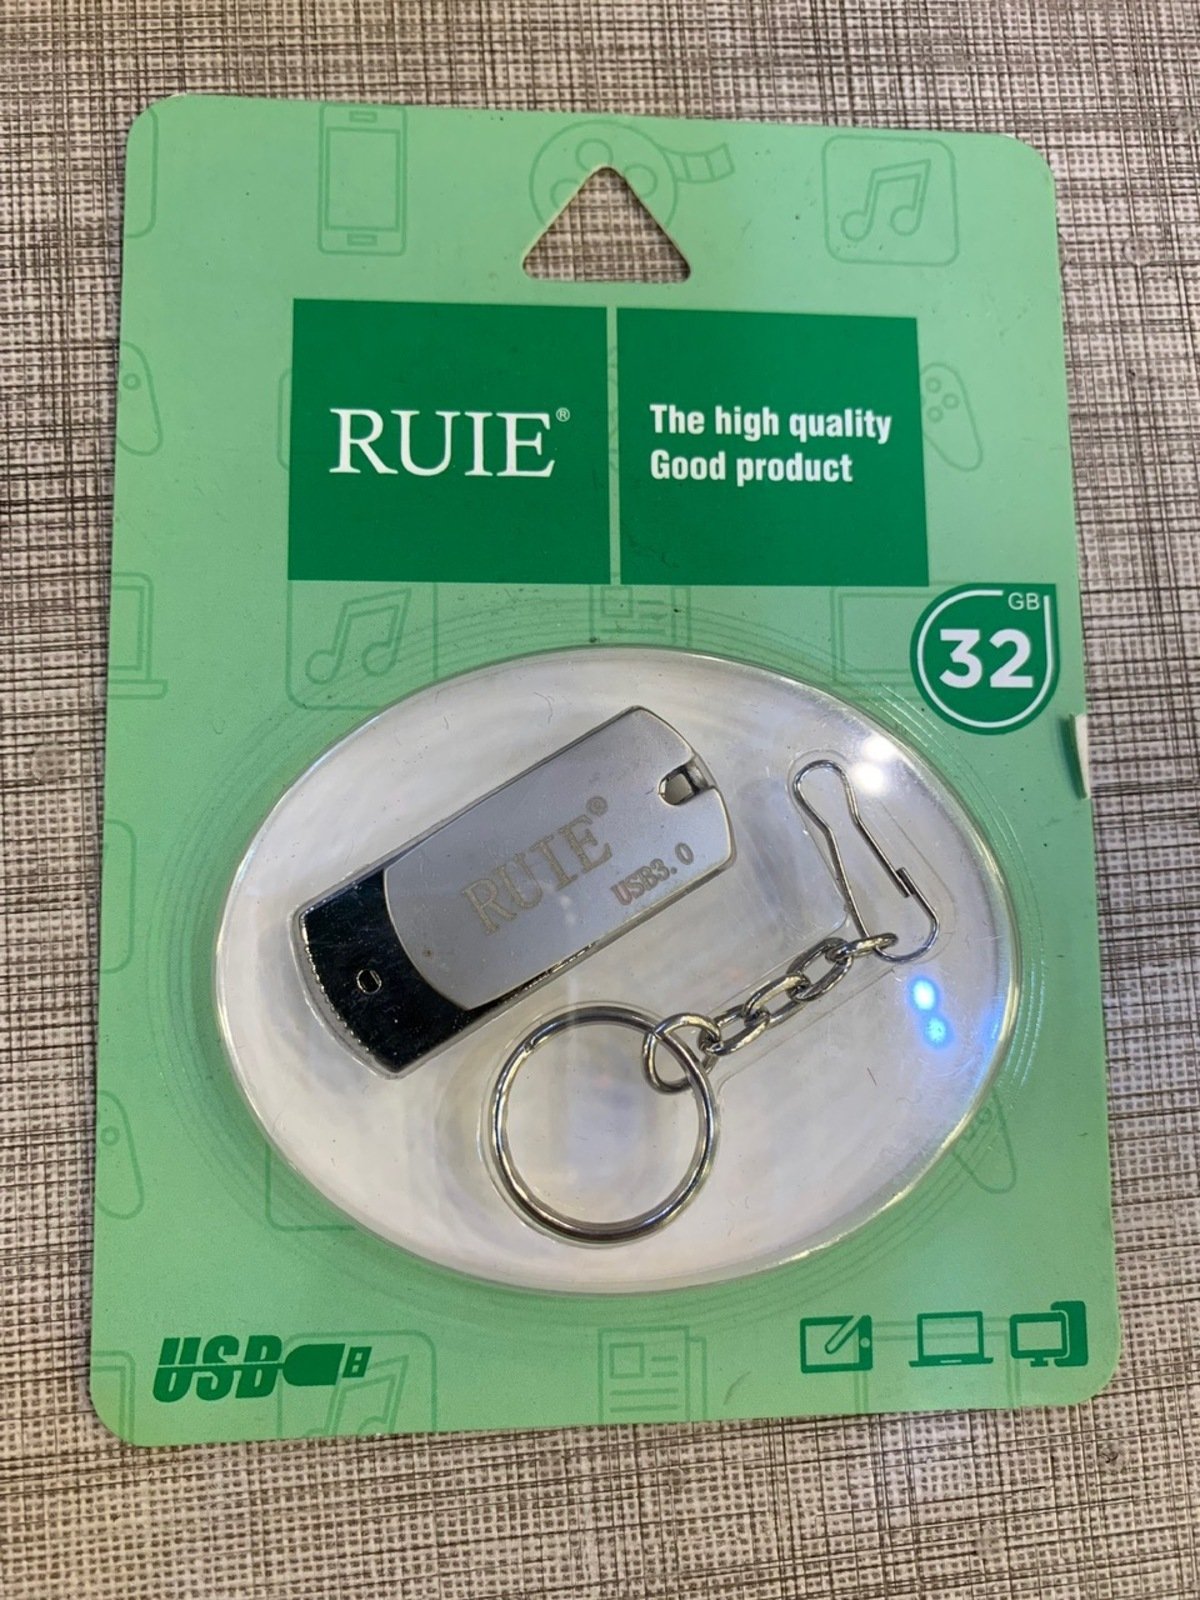 RUIE®
The high quality
Good product
GB
32
RUIE®
USB3.0
USB